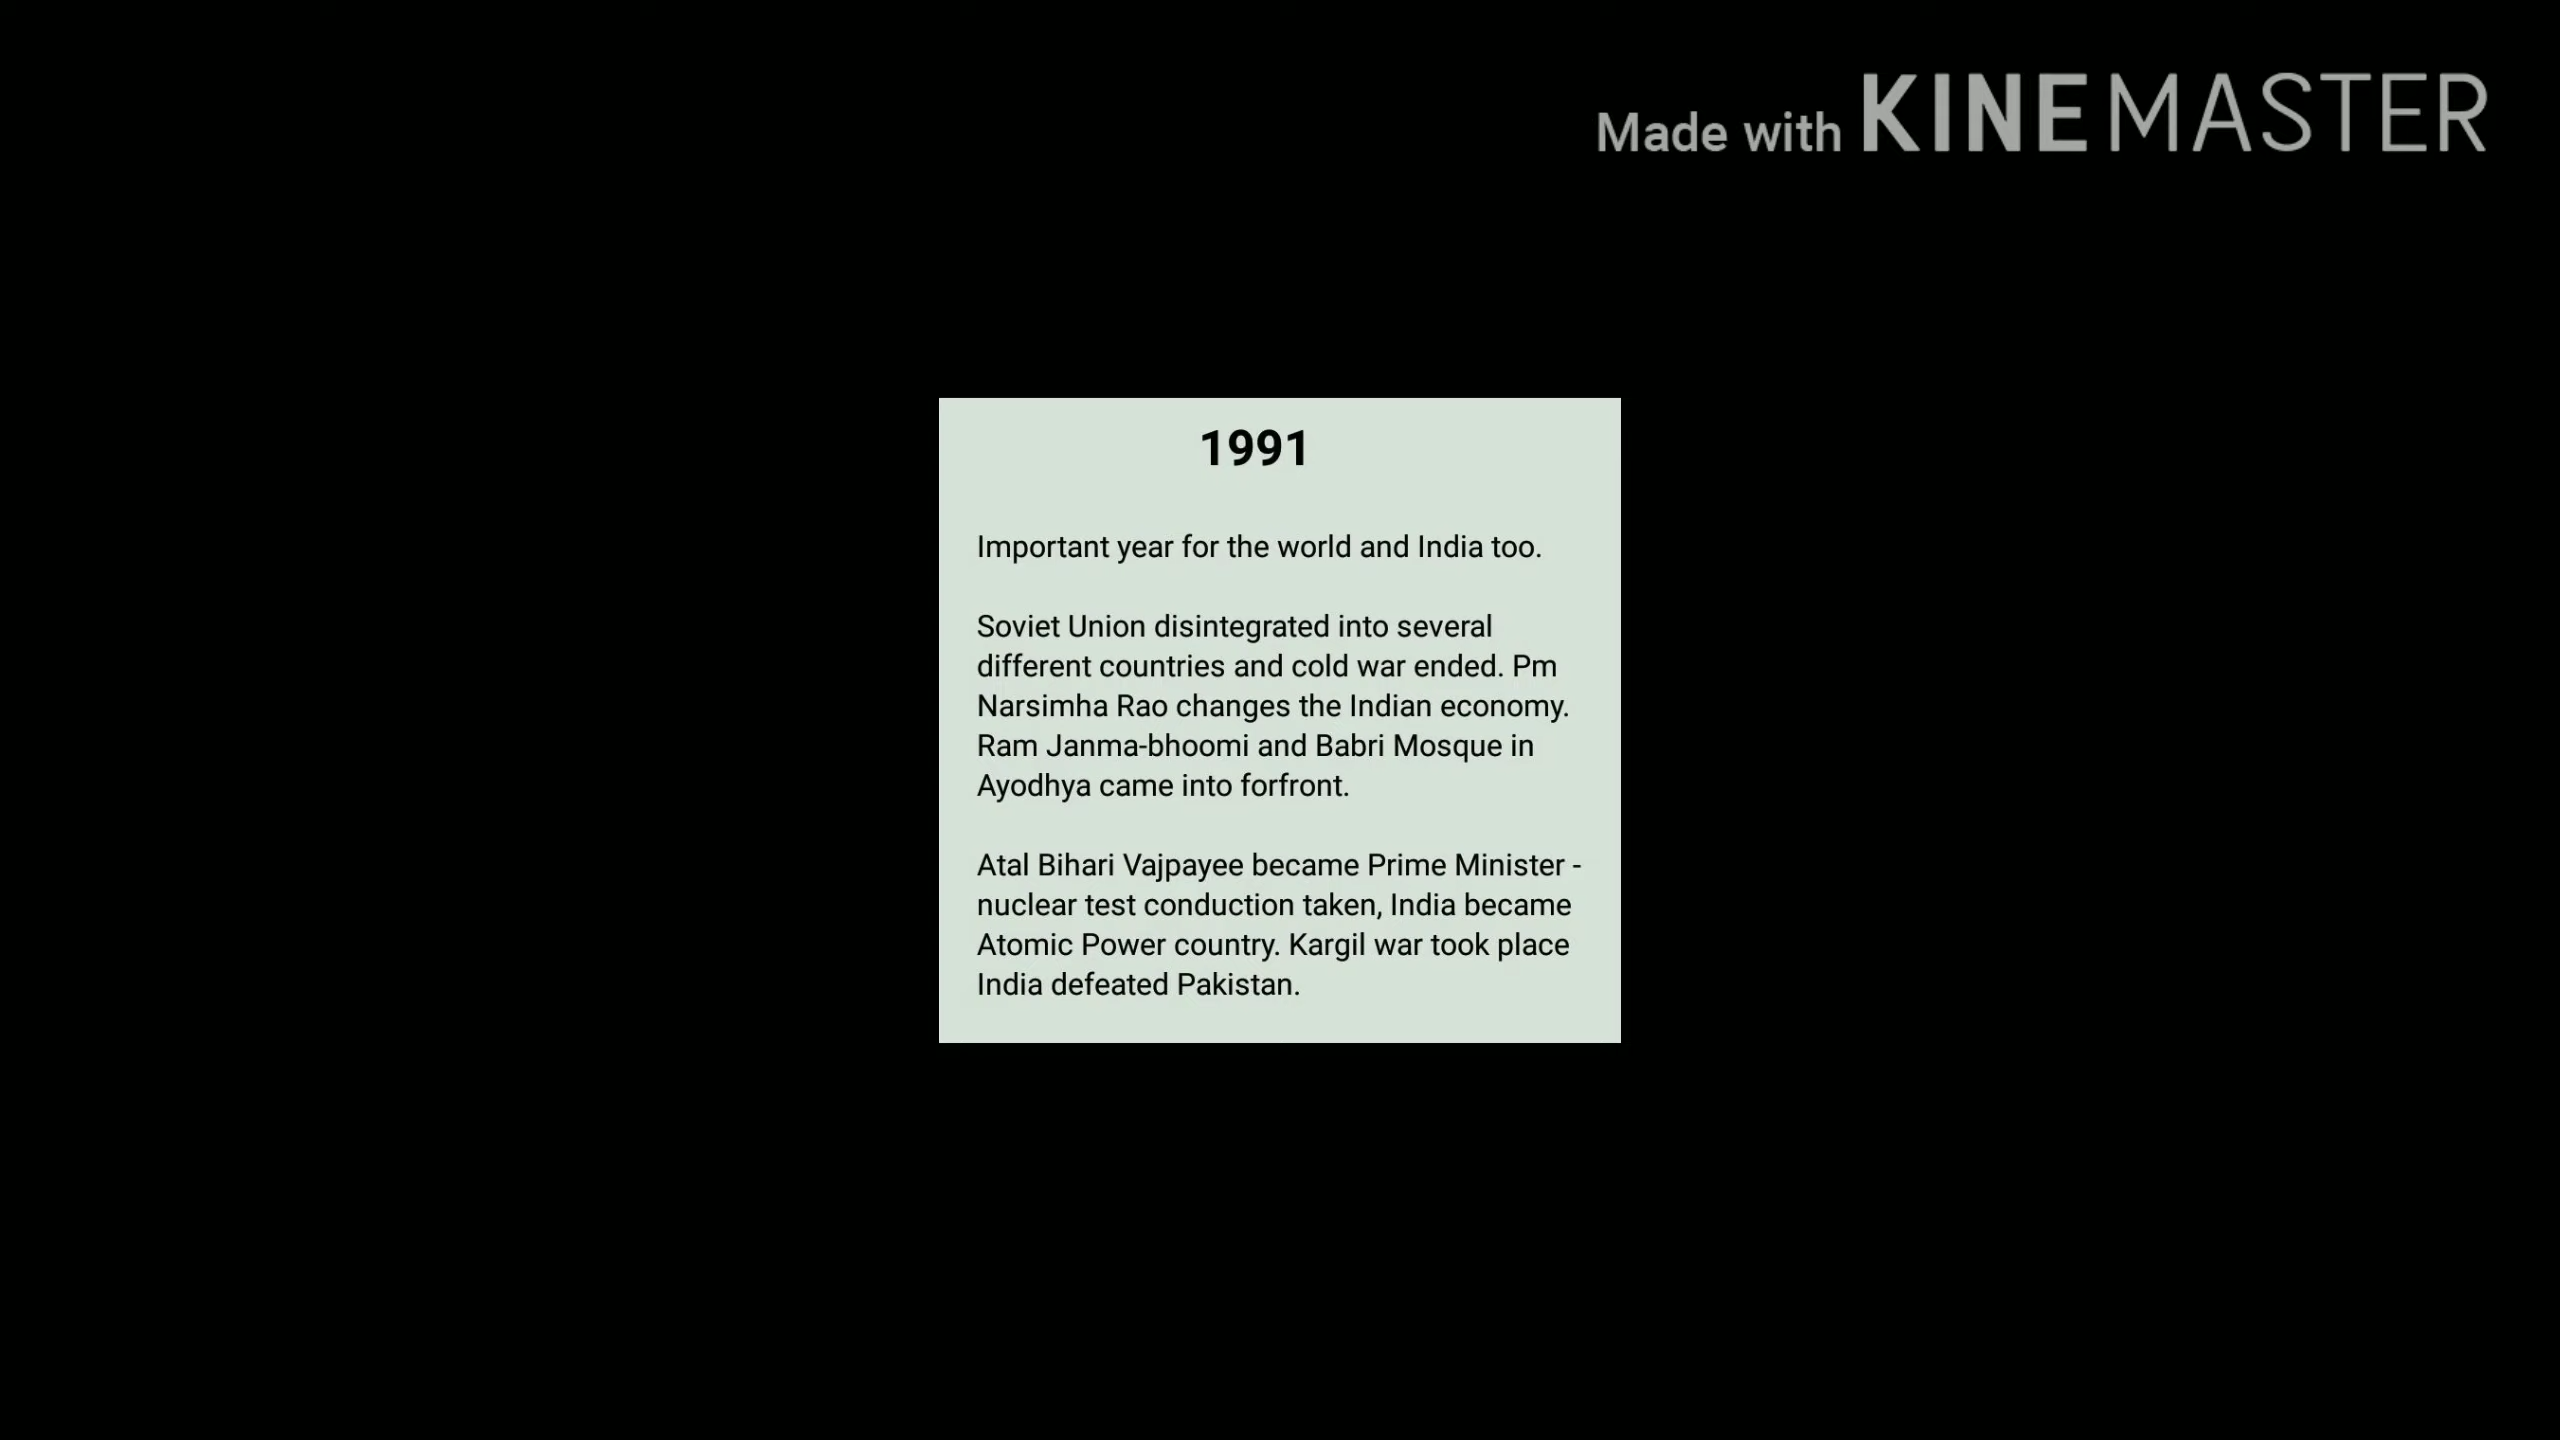 Made with KINEMASTER
1991
Important year for the world and India too.
Soviet Union disintegrated into several
different countries and cold war ended. Pm
Narsimha Rao changes the Indian economy.
Ram Janma-bhoomi and Babri Mosque in
Ayodhya came into forfront.
Atal Bihari Vajpayee became Prime Minister -
nuclear test conduction taken, India became
Atomic Power country. Kargil war took place
India defeated Pakistan.